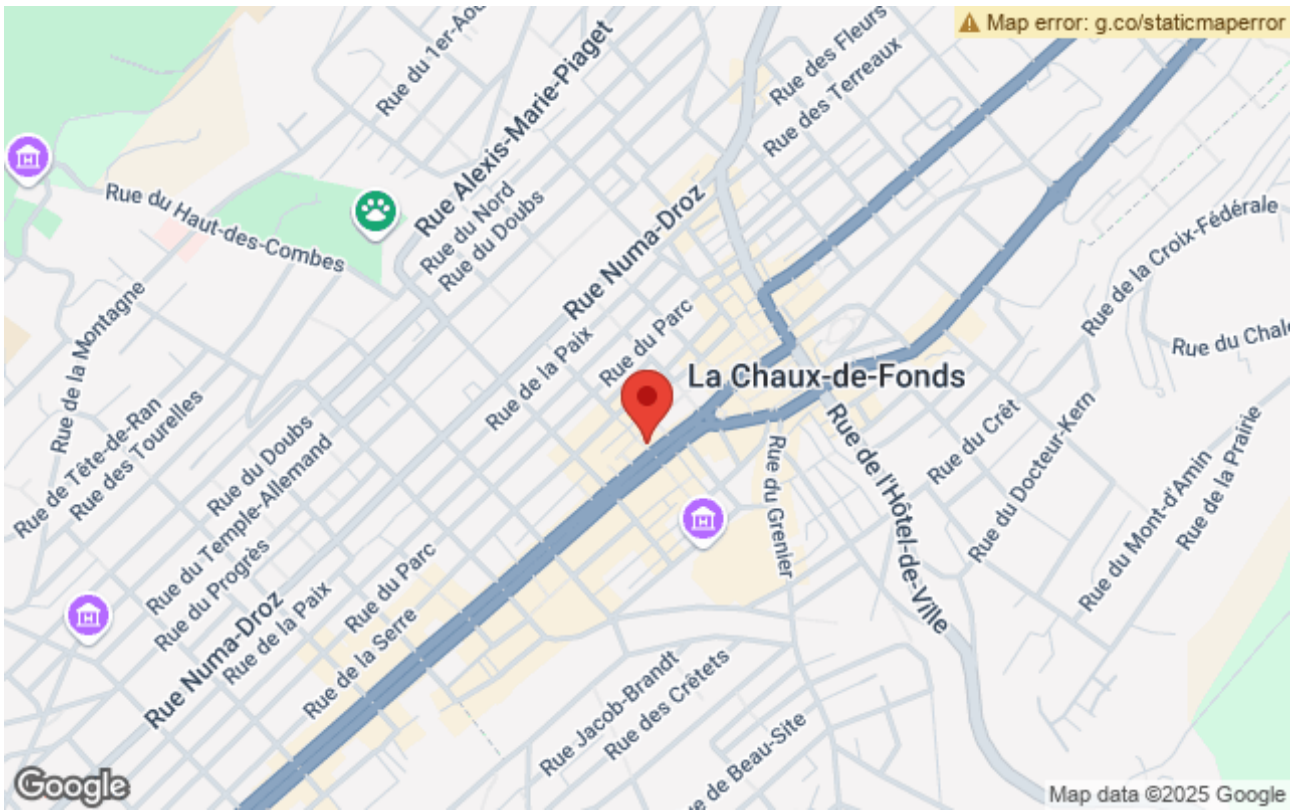 Map error: g.co/staticmaperror
Rue du 1er-Aoû
Rue Alexis-Marie-Piaget
Rue des Fleurs
Rue des Terreaux
Rue du Haut-des-Combes
Rue du Nord
Rue du Doubs
Rue Numa-Droz
Rue de la Croix-Fédérale
Rue de la Montagne
Rue de la Paix
Rue du Parc
Rue du Chale
La Chaux-de-Fonds
Rue de Tête-de-Ran
Rue des Tourelles
Rue du Doubs
Rue du Temple-Allemand
Rue du Progrès
Rue Numa-Droz
Rue de la Paix
Rue du Parc
Rue de la Serre
Rue du Grenier
Rue de l'Hôtel-de-Ville
Rue du Crêt
Rue du Docteur-Kern
Rue du Mont-d'Amin
Rue de la Prairie
Rue Jacob-Brandt
Rue des Crêtets
e de Beau-Site
Google
Map data ©2025 Google